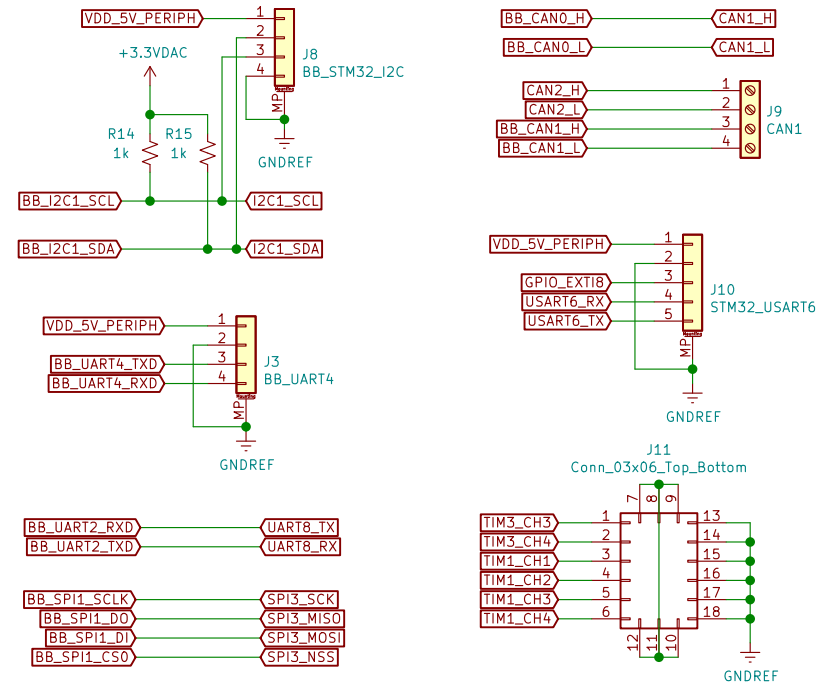 VDD_5V_PERIPH
1
2
3
4
MP
J8
BB_STM32_I2C
GNDREF
+3.3VDAC
R14
1k
R15
1k
BB_I2C1_SCL
I2C1_SCL
BB_I2C1_SDA
I2C1_SDA
BB_CAN0_H
CAN1_H
BB_CAN0_L
CAN1_L
CAN2_H
1
CAN2_L
2
BB_CAN1_H
3
BB_CAN1_L
4
J9
CAN1
VDD_5V_PERIPH
1
2
GPIO_EXTI8
3
USART6_RX
4
USART6_TX
5
MP
J10
STM32_USART6
GNDREF
VDD_5V_PERIPH
1
2
BB_UART4_TXD
3
BB_UART4_RXD
4
MP
J3
BB_UART4
GNDREF
J11
Conn_03x06_Top_Bottom
7
8
9
TIM3_CH3
1
13
TIM3_CH4
2
14
TIM1_CH1
3
15
TIM1_CH2
4
16
TIM1_CH3
5
17
TIM1_CH4
6
18
12
11
10
GNDREF
BB_UART2_RXD
UART8_TX
BB_UART2_TXD
UART8_RX
BB_SPI1_SCLK
SPI3_SCK
BB_SPI1_DO
SPI3_MISO
BB_SPI1_DI
SPI3_MOSI
BB_SPI1_CS0
SPI3_NSS